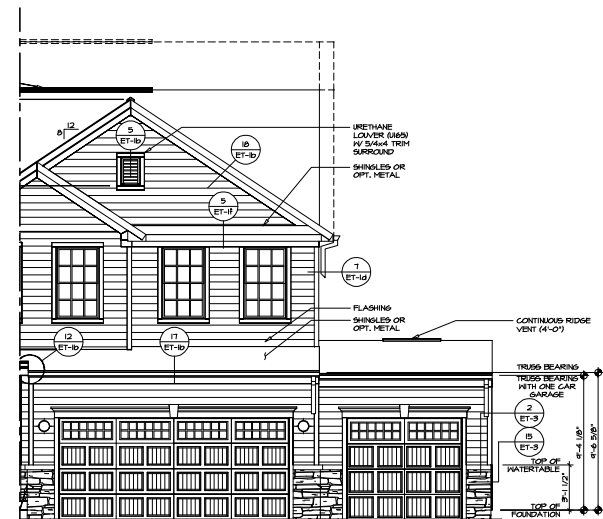 12
8
5
ET-1b
URETHANE
LOUVER (U165)
W/ 5/4x4 TRIM
SURROUND
18
ET-1b
SHINGLES OR
OPT. METAL
5
ET-1f
7
ET-1d
FLASHING
SHINGLES OR
OPT. METAL
CONTINUOUS RIDGE
VENT (4'-0")
12
ET-1b
17
ET-1b
TRUSS BEARING
TRUSS BEARING
WITH ONE CAR
GARAGE
2
ET-3
15
ET-3
9'-4 1/8"
9'-6 5/8"
TOP OF
WATERTABLE
3'-1 1/2"
TOP OF
FOUNDATION